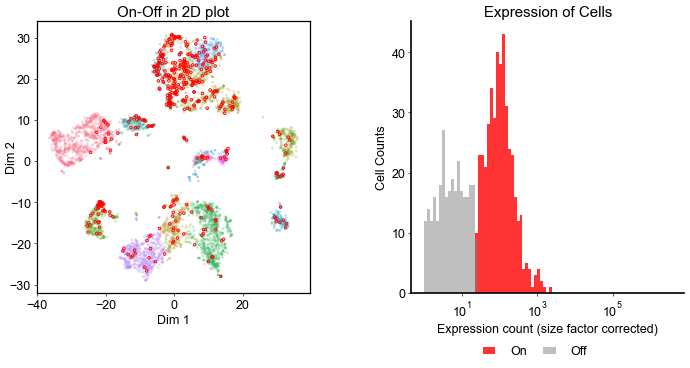 On-Off in 2D plot
Expression of Cells
Dim 2
30
20
10
0
−10
−20
−30
−40
−20
0
20
Dim 1
Cell Counts
40
30
20
10
0
10^1
10^3
10^5
Expression count (size factor corrected)
On Off